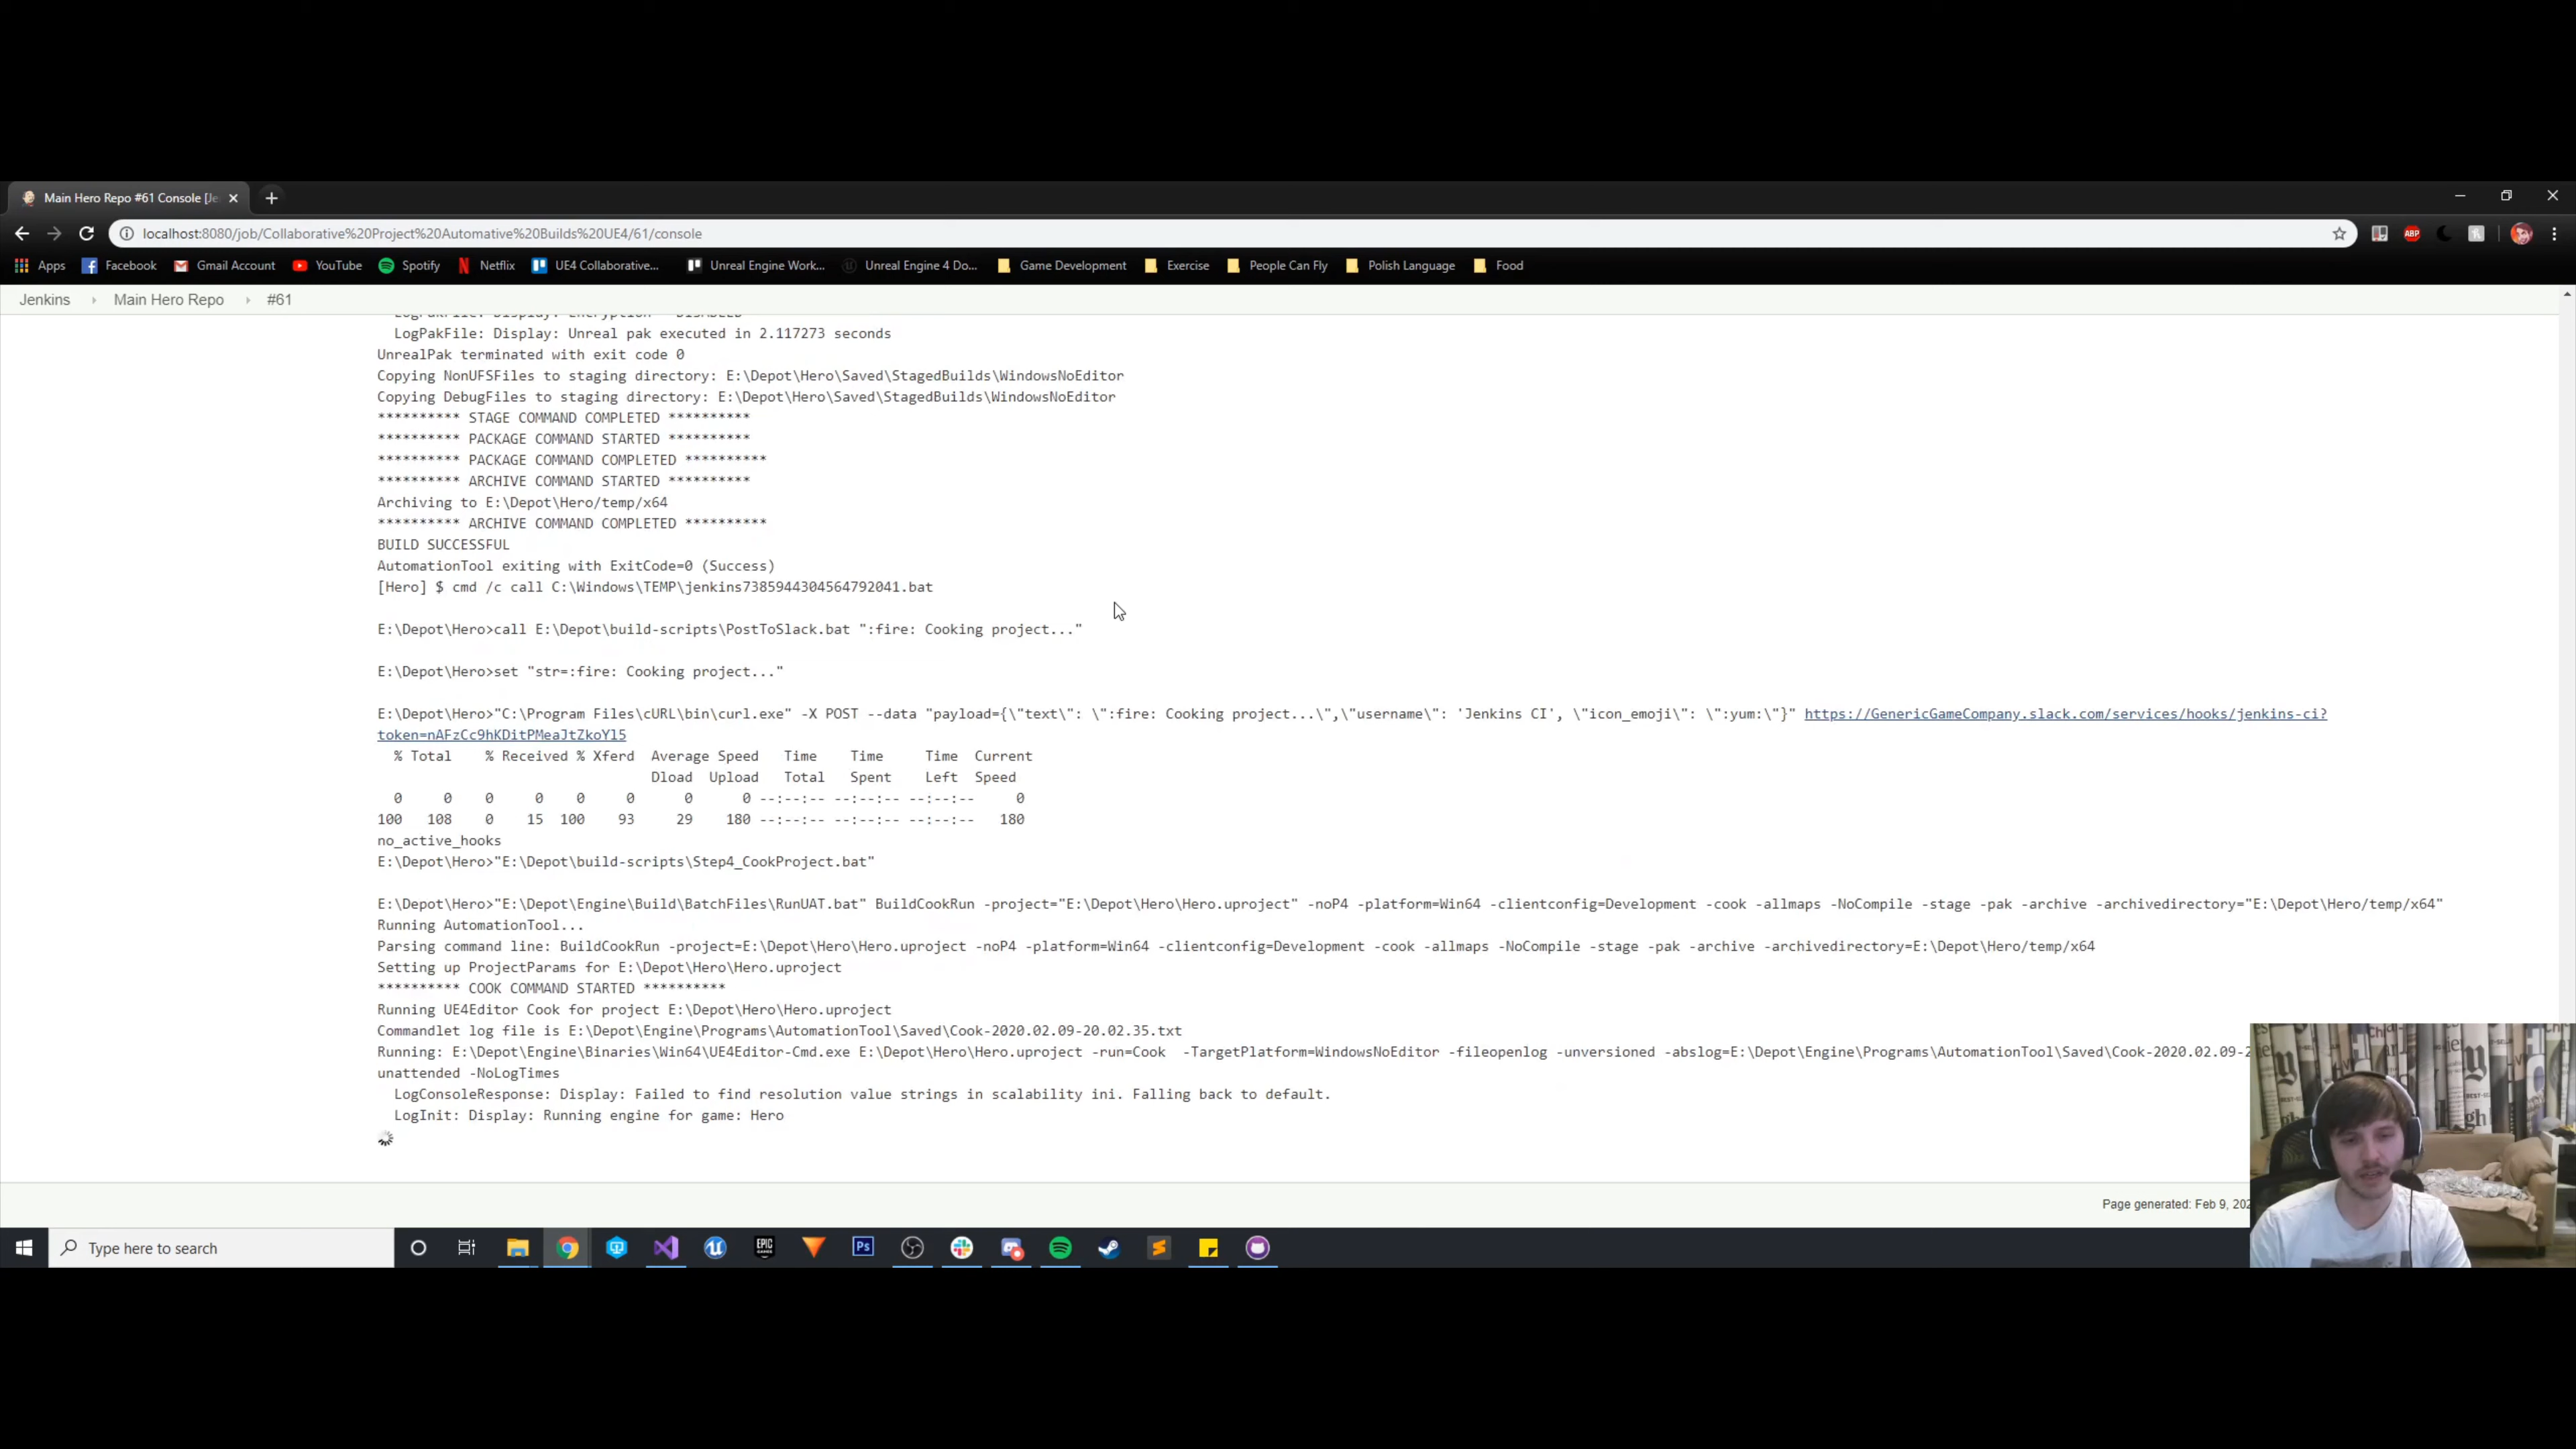 Main Hero Repo #61 Console [Je
localhost:8080/job/Collaborative%20Project%20Automative%20Builds%20UE4/61/console
ABP
Apps Facebook Gmail Account YouTube Spotify Netflix UE4 Collaborative... Unreal Engine Work... Unreal Engine 4 Do... Game Development Exercise People Can Fly Polish Language Food
Jenkins Main Hero Repo #61
LogPakFile: Display: Encryption - DISABLED
LogPakFile: Display: Unreal pak executed in 2.117273 seconds
UnrealPak terminated with exit code 0
Copying NonUFSFiles to staging directory: E:\Depot\Hero\Saved\StagedBuilds\WindowsNoEditor
Copying DebugFiles to staging directory: E:\Depot\Hero\Saved\StagedBuilds\WindowsNoEditor
********** STAGE COMMAND COMPLETED **********
********** PACKAGE COMMAND STARTED **********
********** PACKAGE COMMAND COMPLETED **********
********** ARCHIVE COMMAND STARTED **********
Archiving to E:\Depot\Hero/temp/x64
********** ARCHIVE COMMAND COMPLETED **********
BUILD SUCCESSFUL
AutomationTool exiting with ExitCode=0 (Success)
[Hero] $ cmd /c call C:\Windows\TEMP\jenkins7385944304564792041.bat
E:\Depot\Hero>call E:\Depot\build-scripts\PostToSlack.bat ":fire: Cooking project..."
E:\Depot\Hero>set "str=:fire: Cooking project..."
E:\Depot\Hero>"C:\Program Files\cURL\bin\curl.exe" -X POST --data "payload={\"text\": \":fire: Cooking project...\",\"username\": 'Jenkins CI', \"icon_emoji\": \":yum:\"}" https://GenericGameCompany.slack.com/services/hooks/jenkins-ci?
token=nAFzCc9hKDitPMeaJtZkoYl5
% Total % Received % Xferd Average Speed Time Time Time Current
Dload Upload Total Spent Left Speed
0 0 0 0 0 0 0 0 --:--:-- --:--:-- --:--:-- 0
100 108 0 15 100 93 29 180 --:--:-- --:--:-- --:--:-- 180
no_active_hooks
E:\Depot\Hero>"E:\Depot\build-scripts\Step4_CookProject.bat"
E:\Depot\Hero>"E:\Depot\Engine\Build\BatchFiles\RunUAT.bat" BuildCookRun -project="E:\Depot\Hero\Hero.uproject" -noP4 -platform=Win64 -clientconfig=Development -cook -allmaps -NoCompile -stage -pak -archive -archivedirectory="E:\Depot\Hero/temp/x64"
Running AutomationTool...
Parsing command line: BuildCookRun -project=E:\Depot\Hero\Hero.uproject -noP4 -platform=Win64 -clientconfig=Development -cook -allmaps -NoCompile -stage -pak -archive -archivedirectory=E:\Depot\Hero/temp/x64
Setting up ProjectParams for E:\Depot\Hero\Hero.uproject
********** COOK COMMAND STARTED **********
Running UE4Editor Cook for project E:\Depot\Hero\Hero.uproject
Commandlet log file is E:\Depot\Engine\Programs\AutomationTool\Saved\Cook-2020.02.09-20.02.35.txt
Running: E:\Depot\Engine\Binaries\Win64\UE4Editor-Cmd.exe E:\Depot\Hero\Hero.uproject -run=Cook -TargetPlatform=WindowsNoEditor -fileopenlog -unversioned -abslog=E:\Depot\Engine\Programs\AutomationTool\Saved\Cook-2020.02.09-2
unattended -NoLogTimes
LogConsoleResponse: Display: Failed to find resolution value strings in scalability ini. Falling back to default.
LogInit: Display: Running engine for game: Hero
Page generated: Feb 9, 202
Type here to search
EPIC GAMES
Ps